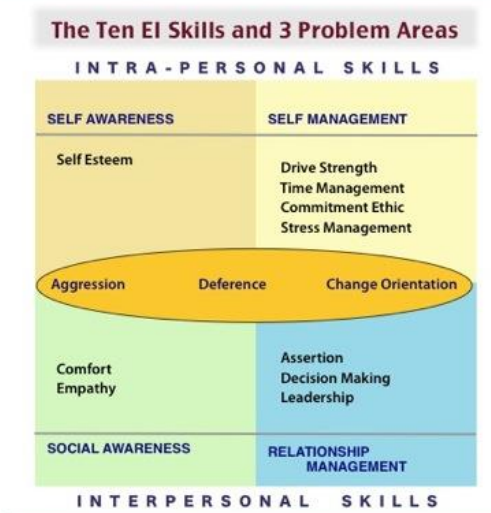 The Ten EI Skills and 3 Problem Areas
INTRA-PERSONAL SKILLS
SELF AWARENESS
SELF MANAGEMENT
Self Esteem
Drive Strength
Time Management
Commitment Ethic
Stress Management
Aggression
Deference
Change Orientation
Comfort
Empathy
Assertion
Decision Making
Leadership
SOCIAL AWARENESS
RELATIONSHIP
MANAGEMENT
INTERPERSONAL SKILLS